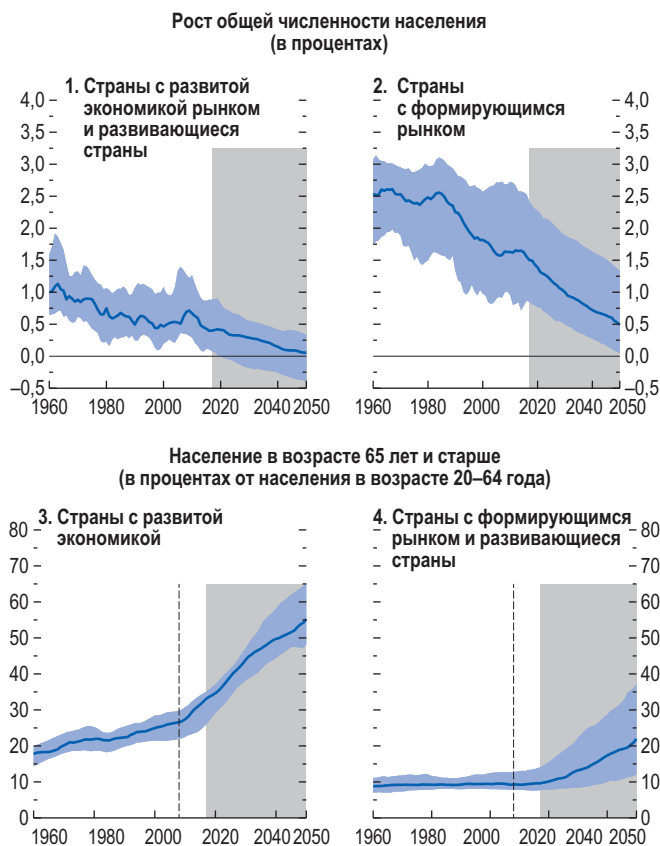 Рост общей численности населения
(в процентах)
1. Страны с развитой
экономикой рынком
и развивающиеся
страны
2. Страны
с формирующимся
рынком
4,0
3,5
3,0
2,5
2,0
1,5
1,0
0,5
0,0
–0,5
4,0
3,5
3,0
2,5
2,0
1,5
1,0
0,5
0,0
–0,5
1960 1980 2000 2020 2040 2050
1960 1980 2000 2020 2040 2050
Население в возрасте 65 лет и старше
(в процентах от населения в возрасте 20–64 года)
3. Страны с развитой
экономикой
4. Страны с формирующимся
рынком и развивающиеся
страны
80
70
60
50
40
30
20
10
0
80
70
60
50
40
30
20
10
0
1960 1980 2000 2020 2040 2050
1960 1980 2000 2020 2040 2050